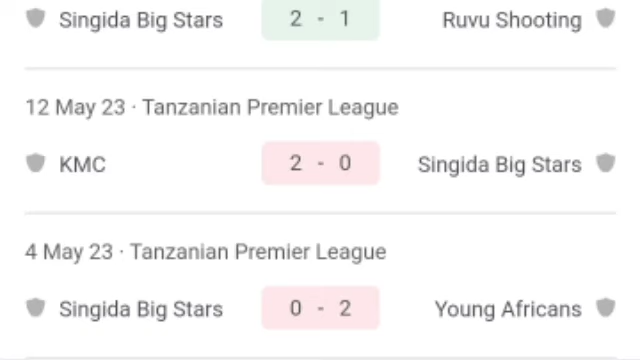 Singida Big Stars 2 - 1 Ruvu Shooting
12 May 23 · Tanzanian Premier League
KMC 2 - 0 Singida Big Stars
4 May 23 · Tanzanian Premier League
Singida Big Stars 0 - 2 Young Africans